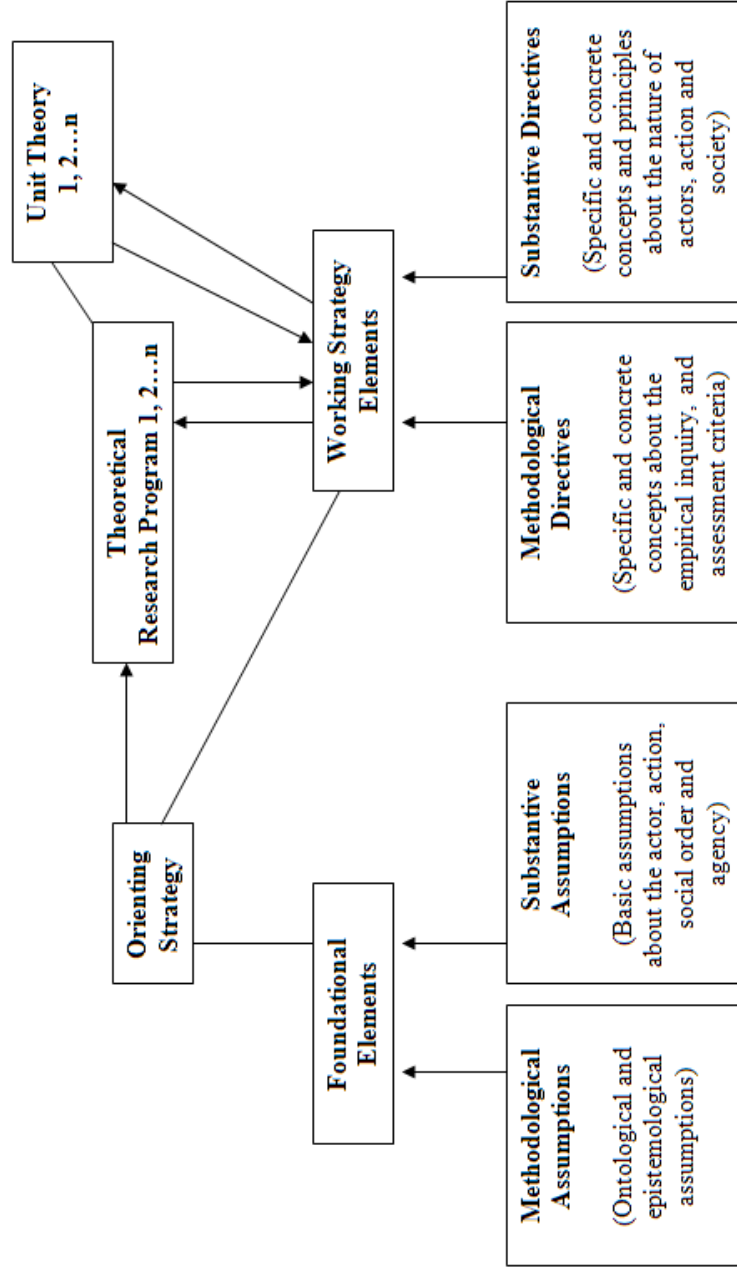 Unit Theory
1, 2...n
Theoretical
Research Program 1, 2...n
Orienting
Strategy
Foundational
Elements
Working Strategy
Elements
Methodological
Assumptions
(Ontological and
epistemological
assumptions)
Substantive
Assumptions
(Basic assumptions
about the actor, action,
social order and
agency)
Methodological
Directives
(Specific and concrete
concepts about the
empirical inquiry, and
assessment criteria)
Substantive Directives
(Specific and concrete
concepts and principles
about the nature of
actors, action and
society)